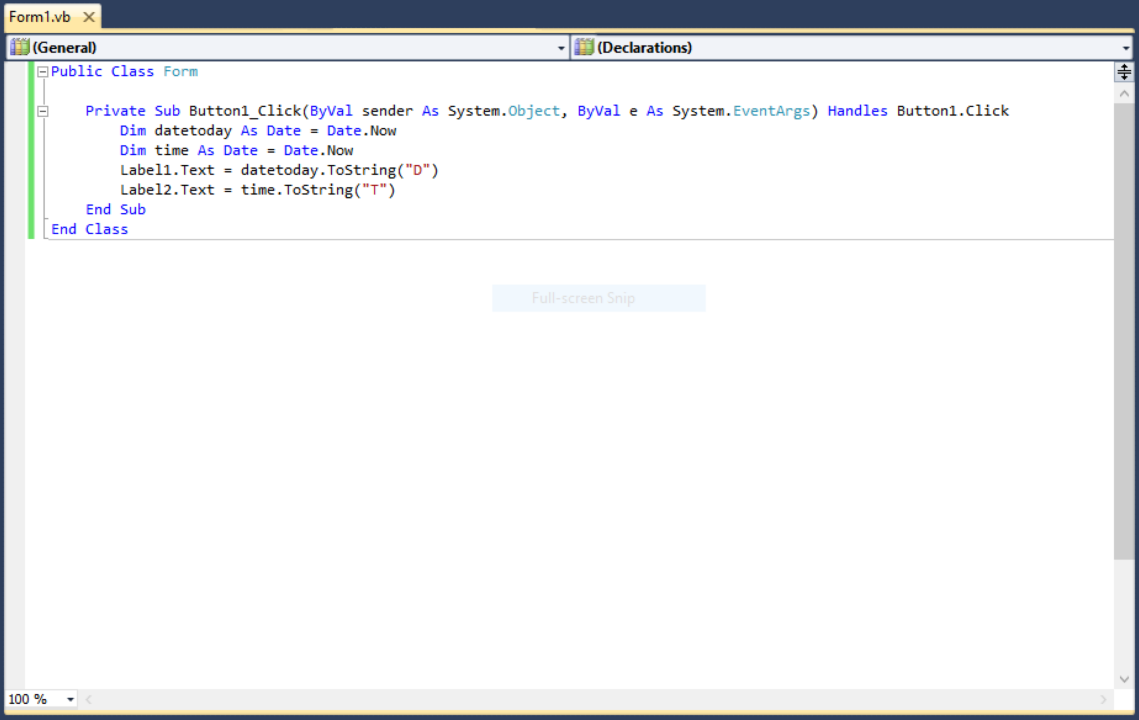 Form1.vb
(General)
(Declarations)
Public Class Form
Private Sub Button1_Click(ByVal sender As System.Object, ByVal e As System.EventArgs) Handles Button1.Click
Dim datetoday As Date = Date.Now
Dim time As Date = Date.Now
Label1.Text = datetoday.ToString("D")
Label2.Text = time.ToString("T")
End Sub
End Class
Full-screen Snip
100 %